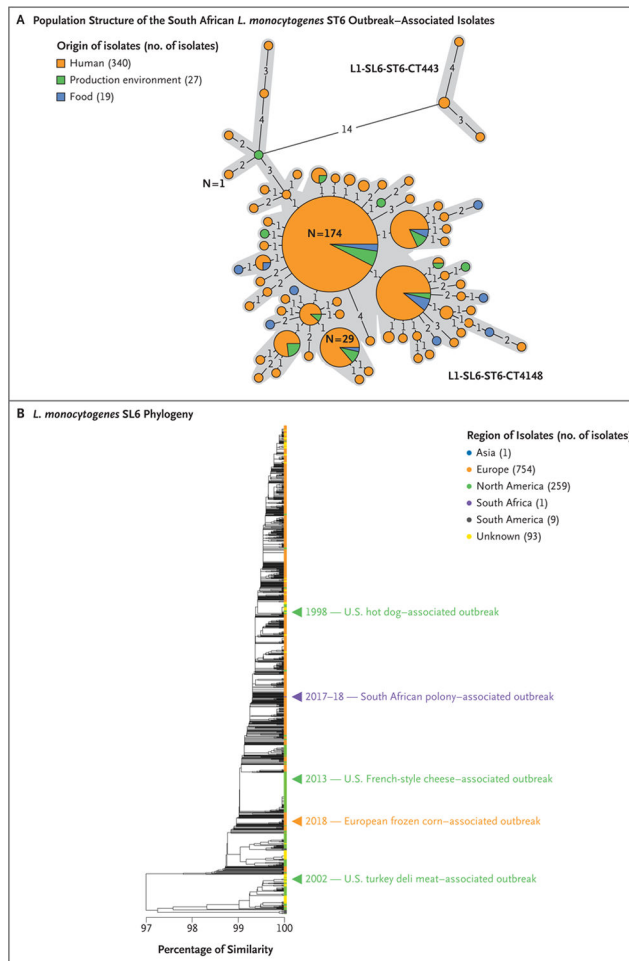 A Population Structure of the South African L. monocytogenes ST6 Outbreak–Associated Isolates
Origin of isolates (no. of isolates)
Human (340)
Production environment (27)
Food (19)
L1-SL6-ST6-CT443
N=1
N=174
N=29
L1-SL6-ST6-CT4148
B L. monocytogenes SL6 Phylogeny
Region of Isolates (no. of isolates)
Asia (1)
Europe (754)
North America (259)
South Africa (1)
South America (9)
Unknown (93)
1998 — U.S. hot dog–associated outbreak
2017–18 — South African polony–associated outbreak
2013 — U.S. French-style cheese–associated outbreak
2018 — European frozen corn–associated outbreak
2002 — U.S. turkey deli meat–associated outbreak
97 98 99 100
Percentage of Similarity